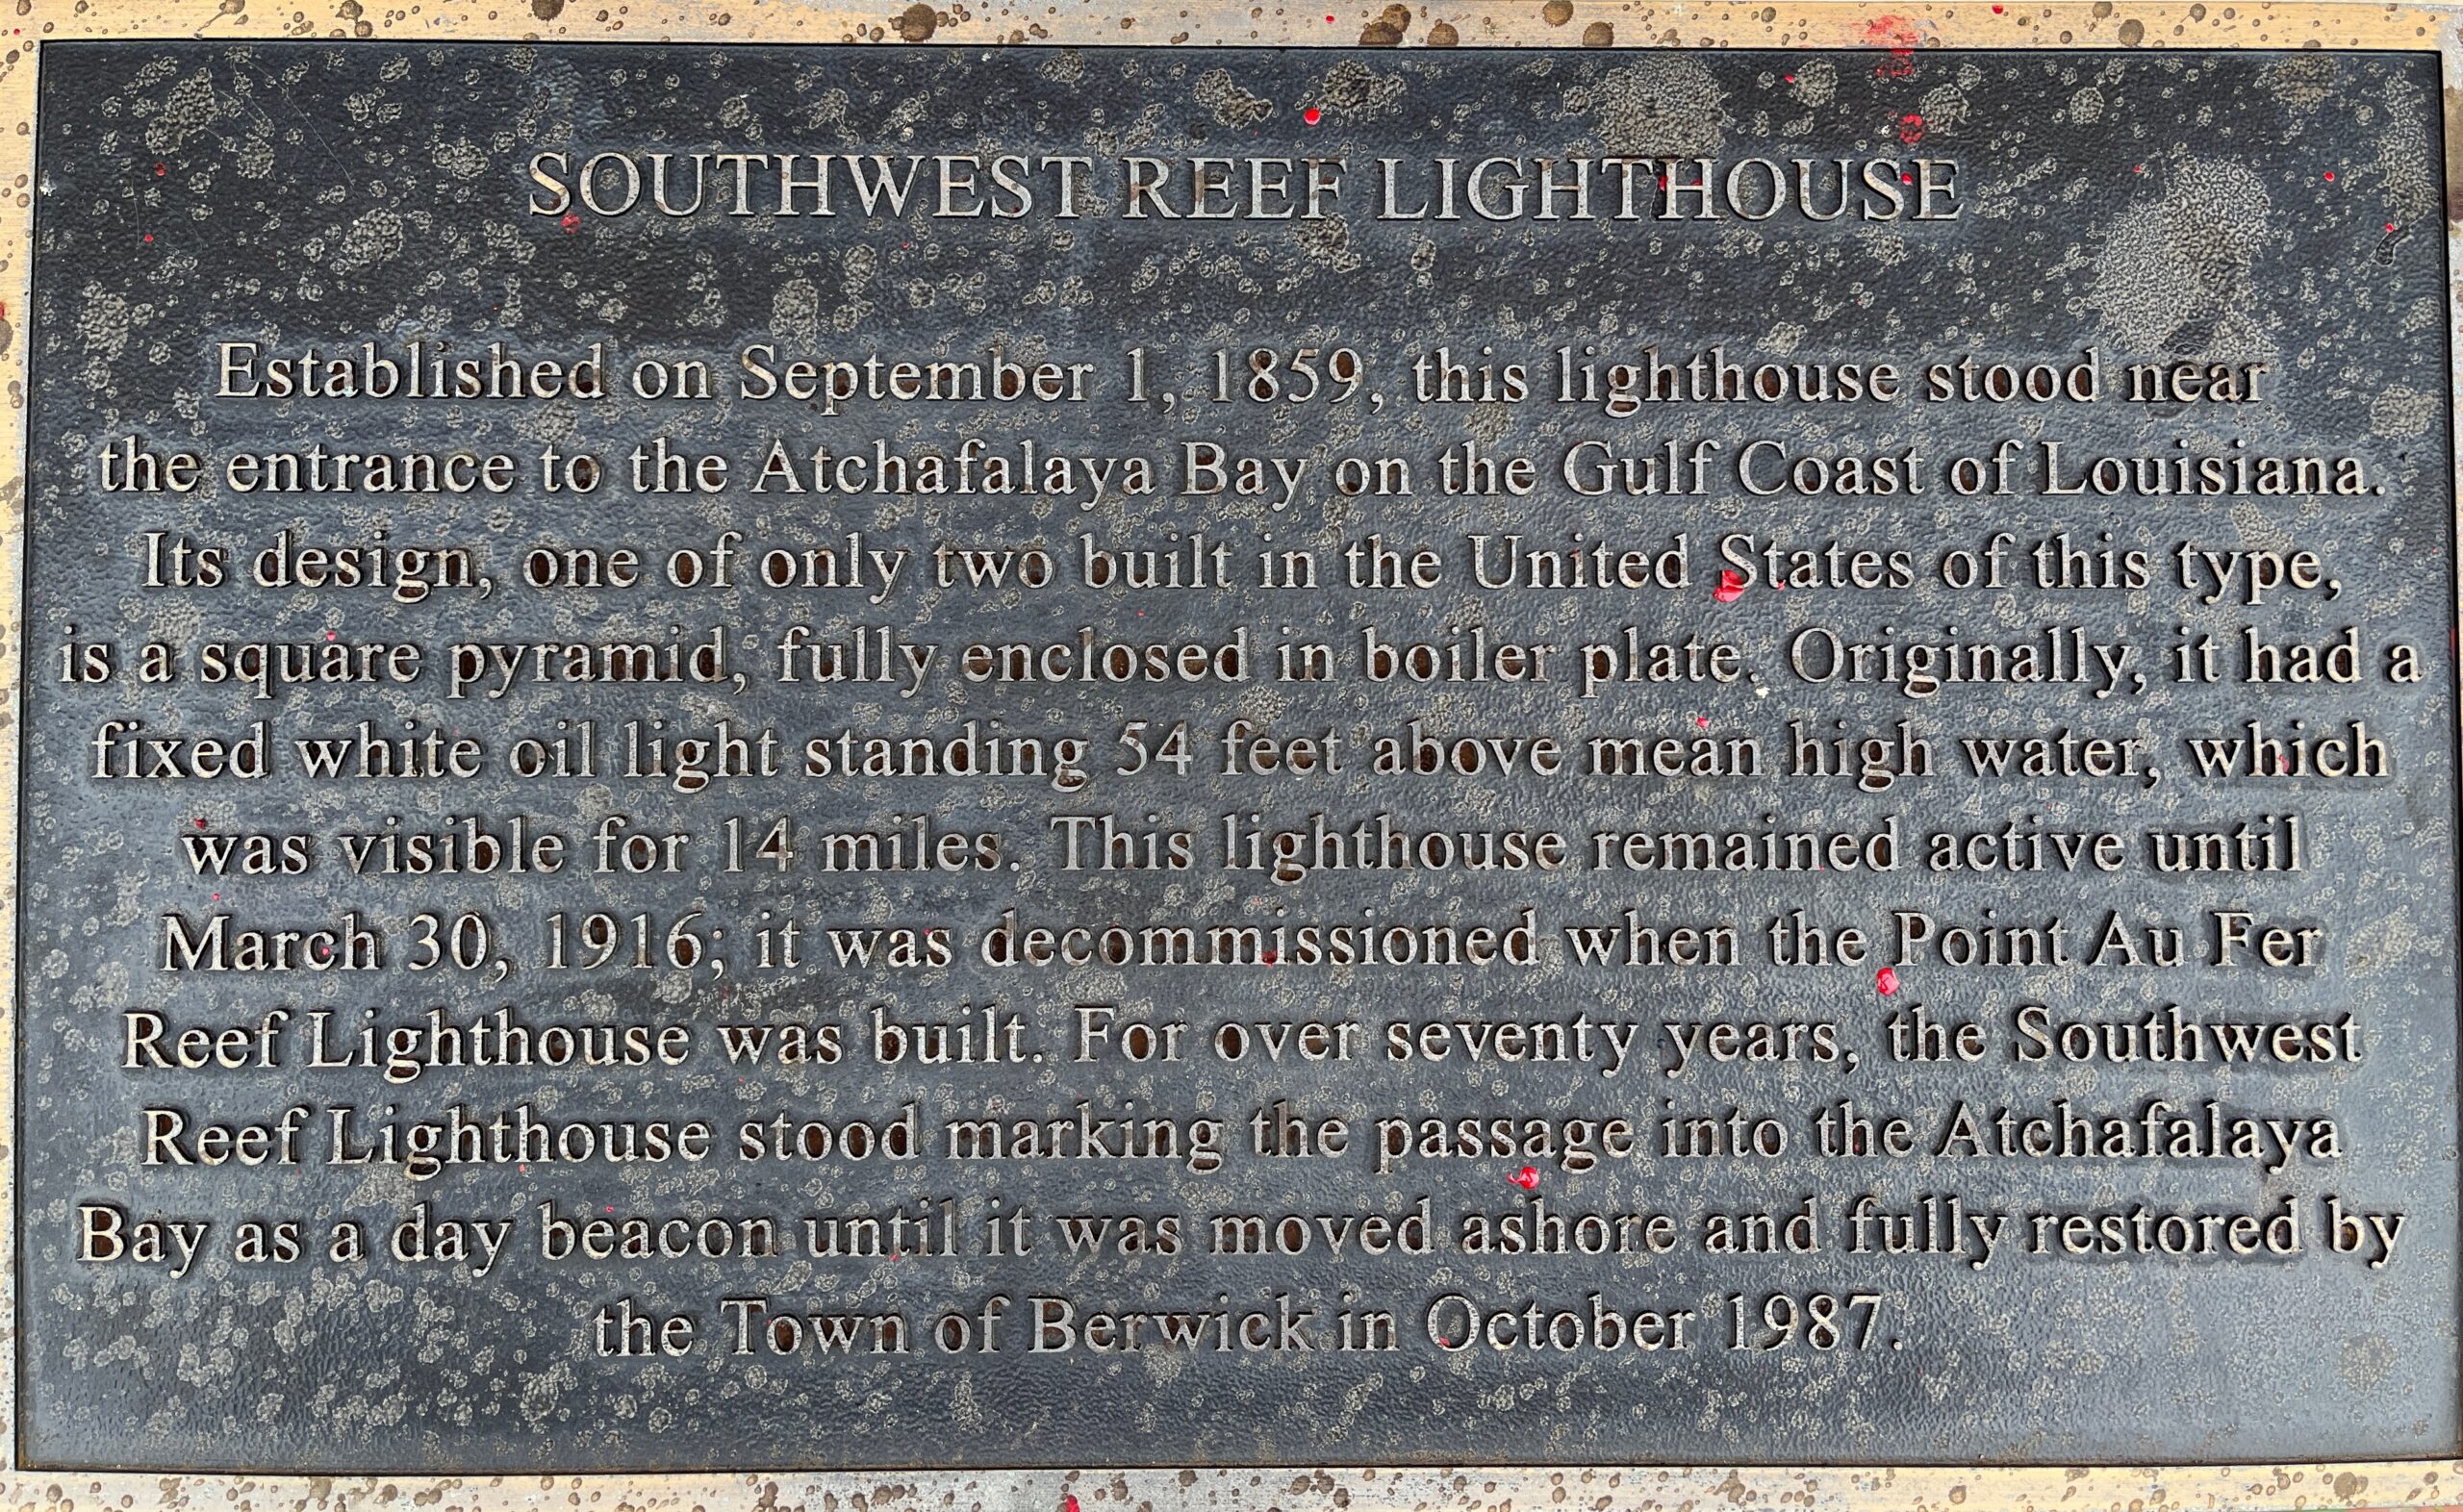 SOUTHWEST REEF LIGHTHOUSE
Established on September 1, 1859, this lighthouse stood near
the entrance to the Atchafalaya Bay on the Gulf Coast of Louisiana.
Its design, one of only two built in the United States of this type,
is a square pyramid, fully enclosed in boiler plate. Originally, it had a
fixed white oil light standing 54 feet above mean high water, which
was visible for 14 miles. This lighthouse remained active until
March 30, 1916; it was decommissioned when the Point Au Fer
Reef Lighthouse was built. For over seventy years, the Southwest
Reef Lighthouse stood marking the passage into the Atchafalaya
Bay as a day beacon until it was moved ashore and fully restored by
the Town of Berwick in October 1987.